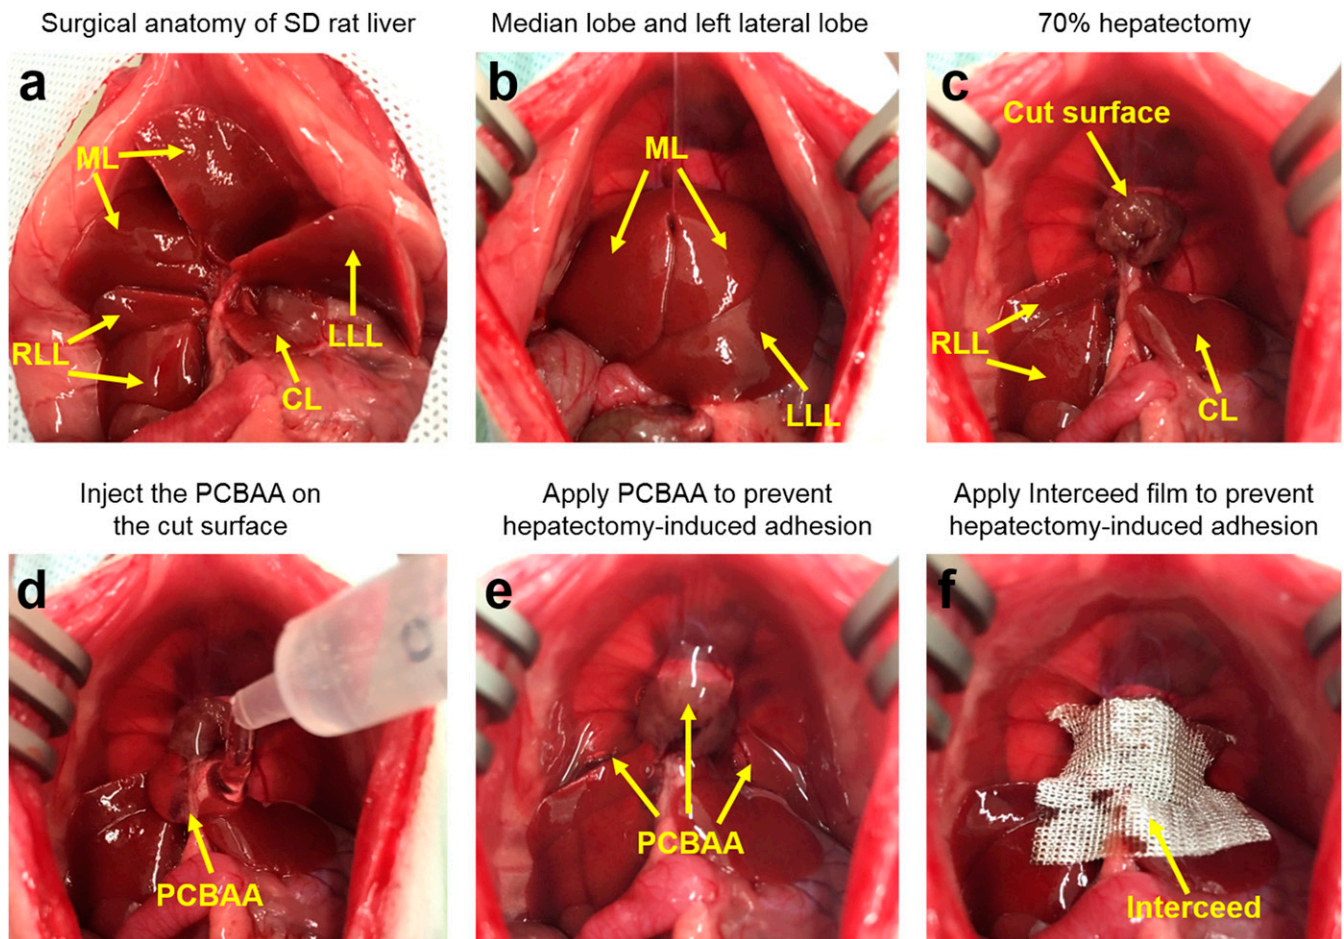 Surgical anatomy of SD rat liver
Median lobe and left lateral lobe
70% hepatectomy
a
ML
RLL
CL
LLL
b
ML
LLL
c
Cut surface
RLL
CL
Inject the PCBAA on
the cut surface
Apply PCBAA to prevent
hepatectomy-induced adhesion
Apply Interceed film to prevent
hepatectomy-induced adhesion
d
PCBAA
e
PCBAA
f
Interceed